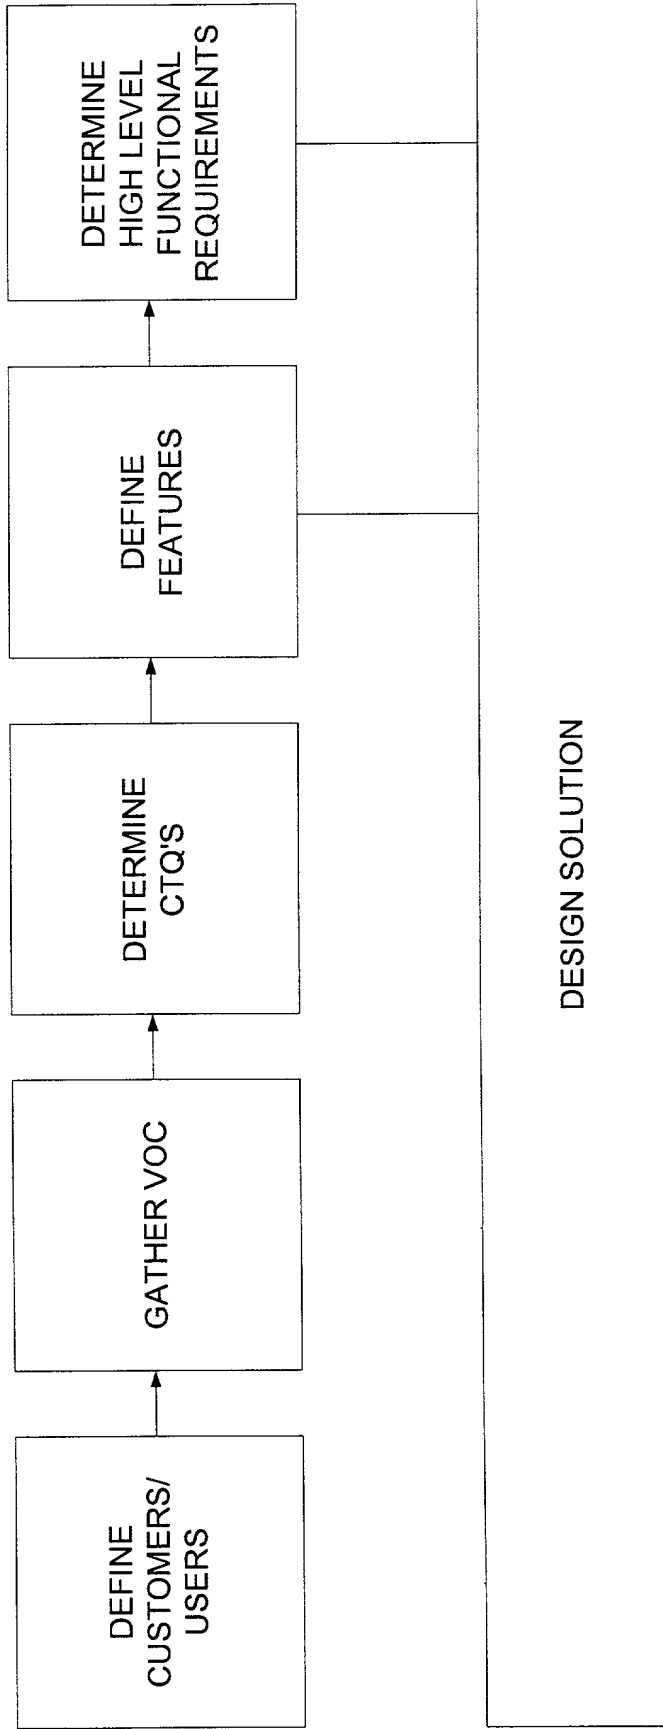 DEFINE
CUSTOMERS/
USERS
GATHER VOC
DETERMINE
CTQ'S
DEFINE
FEATURES
DETERMINE
HIGH LEVEL
FUNCTIONAL
REQUIREMENTS
DESIGN SOLUTION